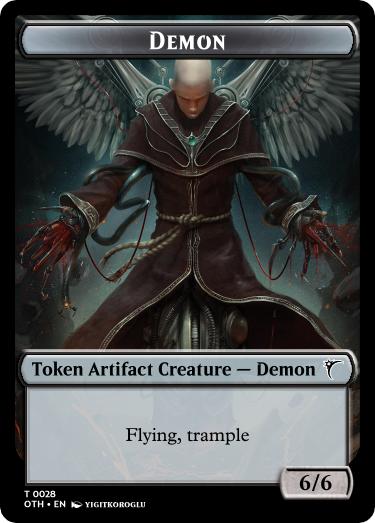 Demon
Token Artifact Creature — Demon
Flying, trample
6/6
T 0028
OTH • EN YIGITKOROGLU